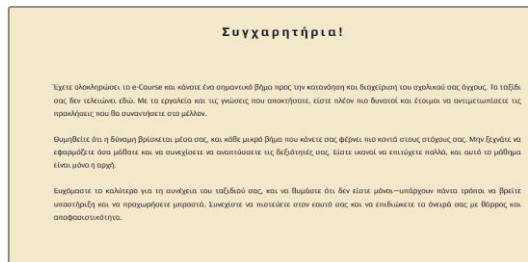 Συγχαρητήρια!
Έχετε ολοκληρώσει το e-Course και κάνατε ένα σημαντικό βήμα προς την κατανόηση και διαχείριση του σχολικού σας άγχους. Το ταξίδι
σας δεν τελειώνει εδώ. Με τα εργαλεία και τις γνώσεις που αποκτήσατε, είστε πλέον πιο δυνατοί και έτοιμοι να αντιμετωπίσετε τις
προκλήσεις που θα συναντήσετε στο μέλλον.
Θυμηθείτε ότι η δύναμη βρίσκεται μέσα σας, και κάθε μικρό βήμα που κάνετε σας φέρνει πιο κοντά στους στόχους σας. Μην ξεχνάτε να
εφαρμόζετε όσα μάθατε και να συνεχίσετε να αναπτύσσετε τις δεξιότητές σας. Είστε ικανοί να επιτύχετε πολλά, και αυτό το μάθημα
είναι μόνο η αρχή.
Ευχόμαστε τα καλύτερα για τη συνέχεια του ταξιδιού σας, και να θυμάστε ότι δεν είστε μόνοι—υπάρχουν πάντα τρόποι να βρείτε
υποστήριξη και να προχωρήσετε μπροστά. Συνεχίστε να πιστεύετε στον εαυτό σας και να επιδιώκετε τα όνειρά σας με θάρρος και
αποφασιστικότητα.